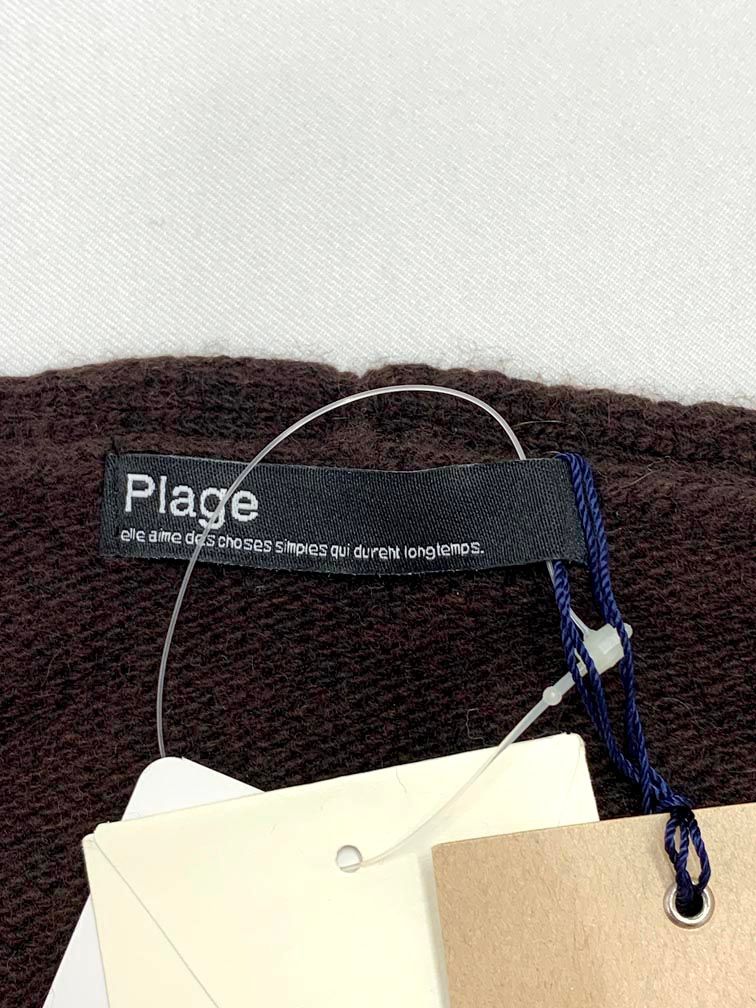 Plage
elle aime des choses simples qui durent longtemps.